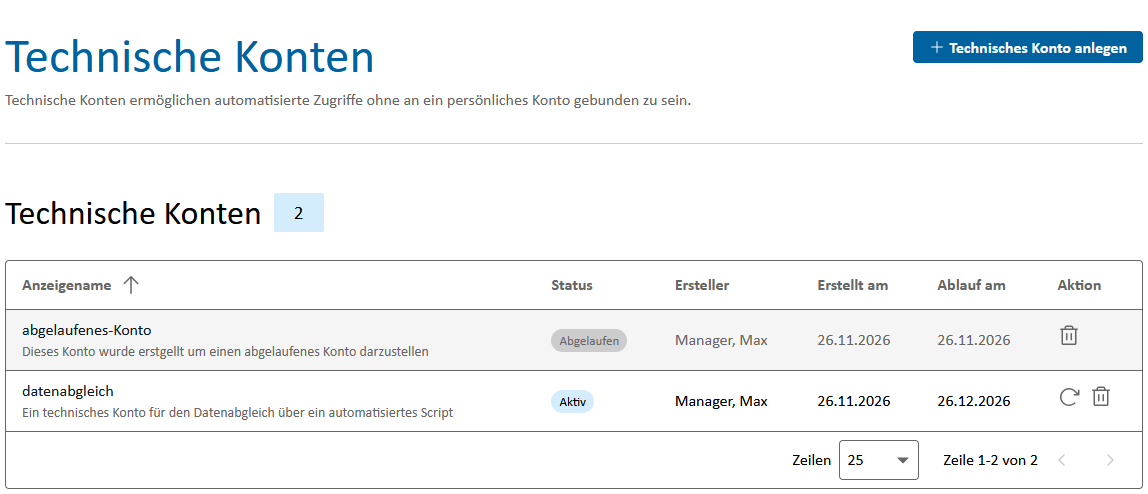 Technische Konten
Technisches Konto anlegen
Technische Konten ermöglichen automatisierte Zugriffe ohne an ein persönliches Konto gebunden zu sein.
Technische Konten 2
Anzeigename Status Ersteller Erstellt am Ablauf am Aktion
abgelaufenes-Konto
Dieses Konto wurde erstgellt um einen abgelaufenes Konto darzustellen
Abgelaufen Manager, Max 26.11.2026 26.11.2026
datenabgleich
Ein technisches Konto für den Datenabgleich über ein automatisiertes Script
Aktiv Manager, Max 26.11.2026 26.12.2026
Zeilen 25 Zeile 1-2 von 2